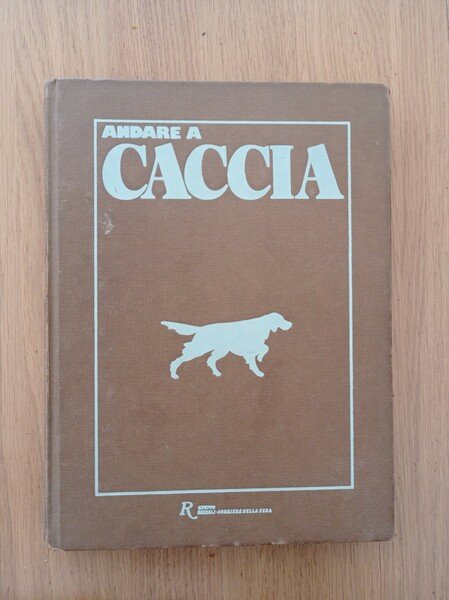 ANDARE A
CACCIA
R GRUPPO
RIZZOLI-CORRIERE DELLA SERA